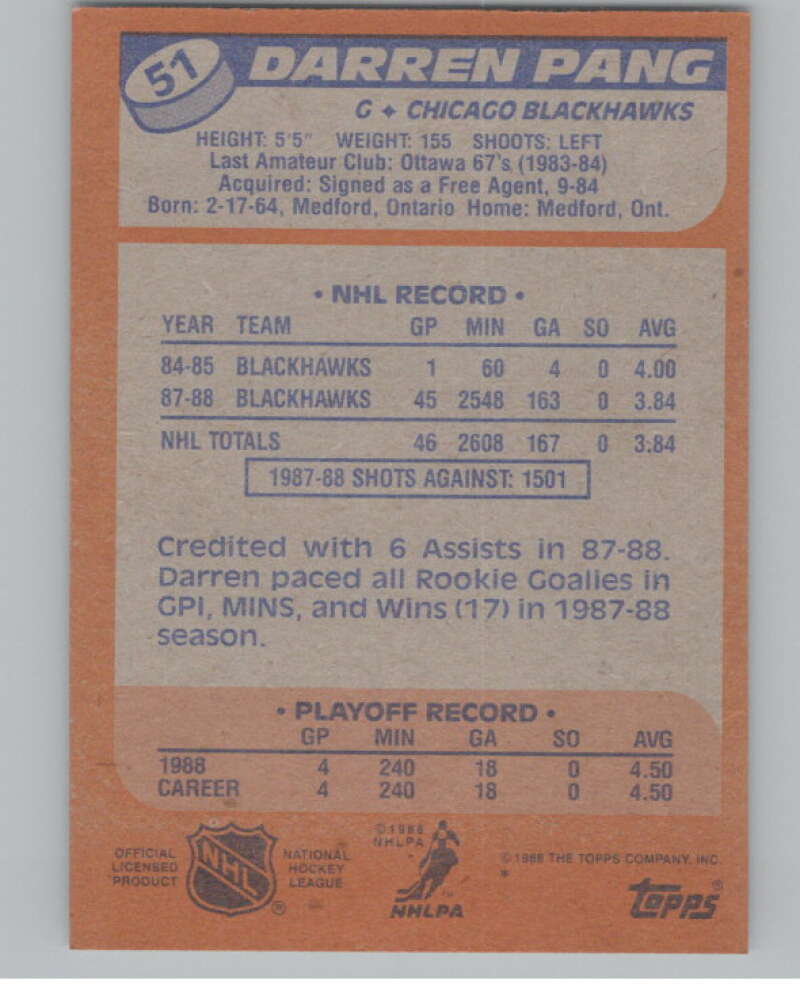 51
DARREN PANG
G ✦ CHICAGO BLACKHAWKS
HEIGHT: 5'5" WEIGHT: 155 SHOOTS: LEFT
Last Amateur Club: Ottawa 67's, (1983-84)
Acquired: Signed as a Free Agent, 9-84
Born: 2-17-64, Medford, Ontario Home: Medford, Ont.
• NHL RECORD •
YEAR TEAM GP MIN GA SO AVG
84-85 BLACKHAWKS 1 60 4 0 4.00
87-88 BLACKHAWKS 45 2548 163 0 3.84
NHL TOTALS 46 2608 167 0 3:84
1987-88 SHOTS AGAINST: 1501
Credited with 6 Assists in 87-88.
Darren paced all Rookie Goalies in
GPI, MINS, and Wins (17) in 1987-88
season.
• PLAYOFF RECORD •
GP MIN GA SO AVG
1988 4 240 18 0 4.50
CAREER 4 240 18 0 4.50
OFFICIAL
LICENSED
PRODUCT
NHL
®
NATIONAL
HOCKEY
LEAGUE
©1988
NHLPA
™
NHLPA
© 1988 THE TOPPS COMPANY, INC.
*
topps®